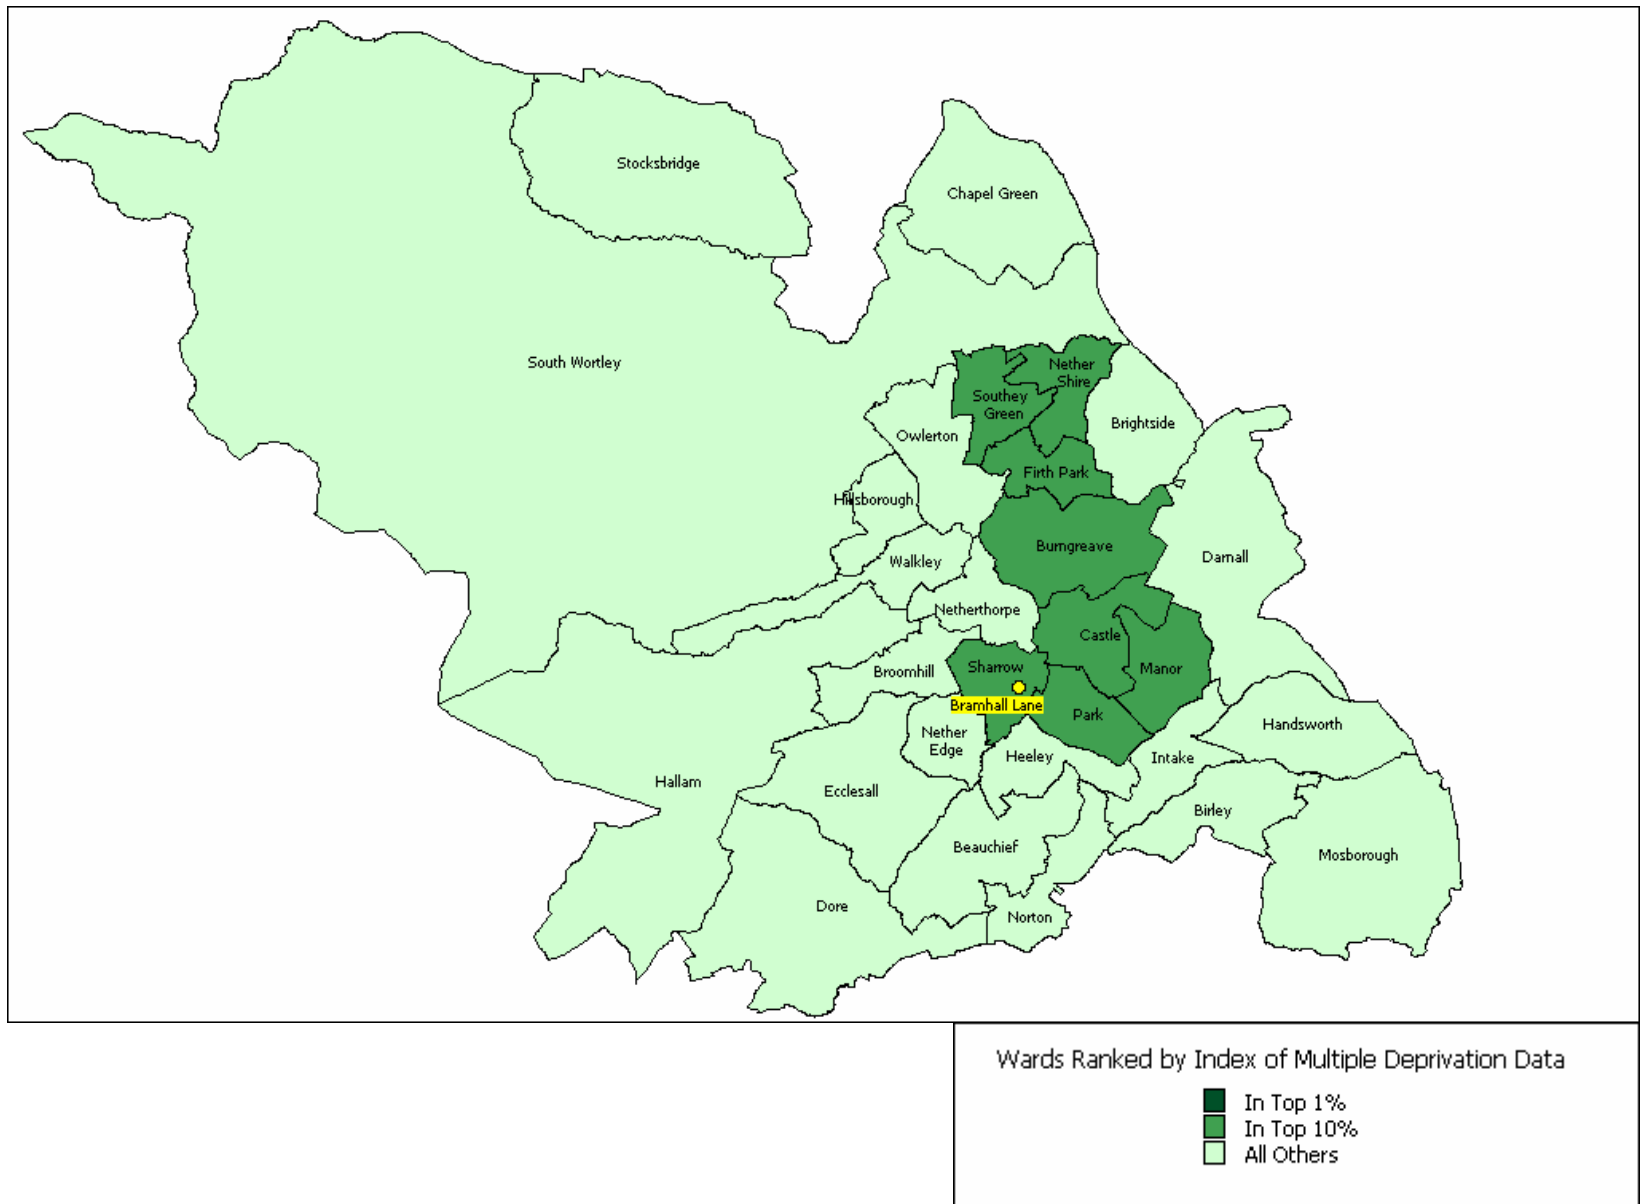 Stocksbridge
Chapel Green
South Wortley
Nether
Shire
Southey
Green
Brightside
Owlerton
Firth Park
Hillsborough
Burngreave
Darnall
Walkley
Netherthorpe
Castle
Sharrow
Manor
Broomhill
Bramhall Lane
Park
Handsworth
Nether
Edge
Heeley
Intake
Hallam
Ecclesall
Birley
Beauchief
Mosborough
Dore
Norton
Wards Ranked by Index of Multiple Deprivation Data
In Top 1%
In Top 10%
All Others